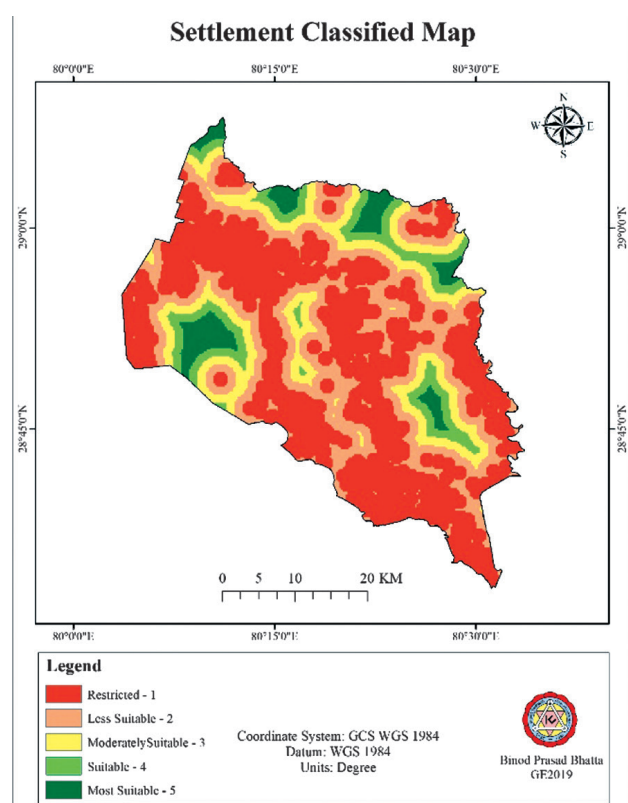 Settlement Classified Map
80°0'0"E 80°15'0"E 80°30'0"E
N
W E
S
29°0'0"N 29°0'0"N
28°45'0"N 28°45'0"N
0 5 10 20 KM
80°0'0"E 80°15'0"E 80°30'0"E
Legend
Restricted - 1
Less Suitable - 2
ModeratelySuitable - 3
Suitable - 4
Most Suitable - 5
Coordinate System: GCS WGS 1984
Datum: WGS 1984
Units: Degree
Binod Prasad Bhatta
GE2019